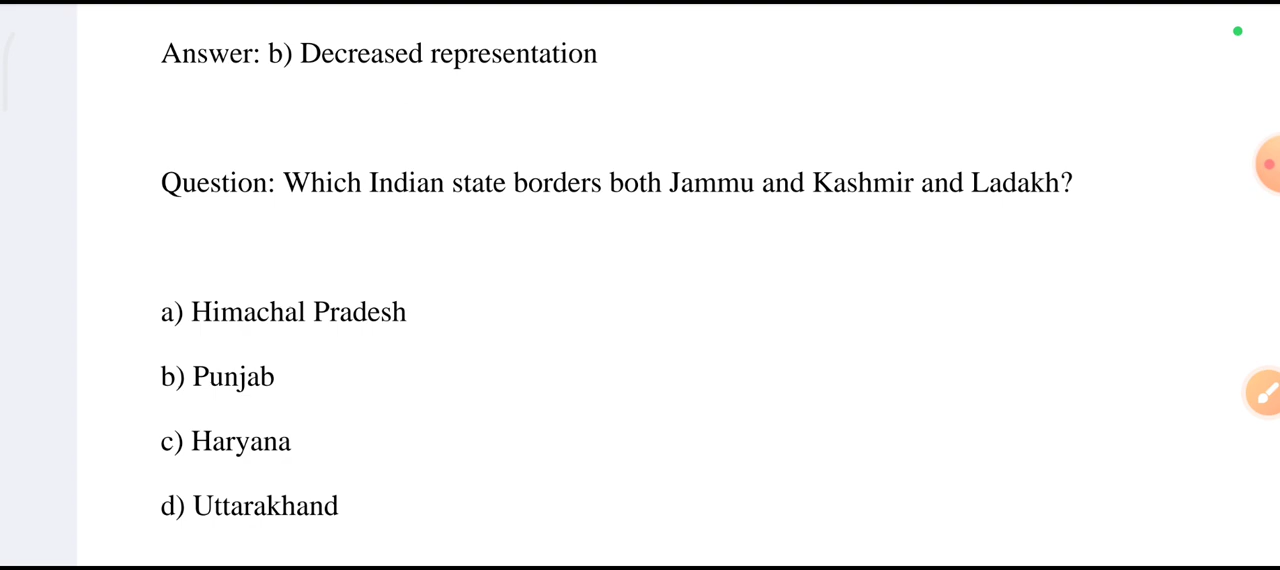 Answer: b) Decreased representation
Question: Which Indian state borders both Jammu and Kashmir and Ladakh?
a) Himachal Pradesh
b) Punjab
c) Haryana
d) Uttarakhand